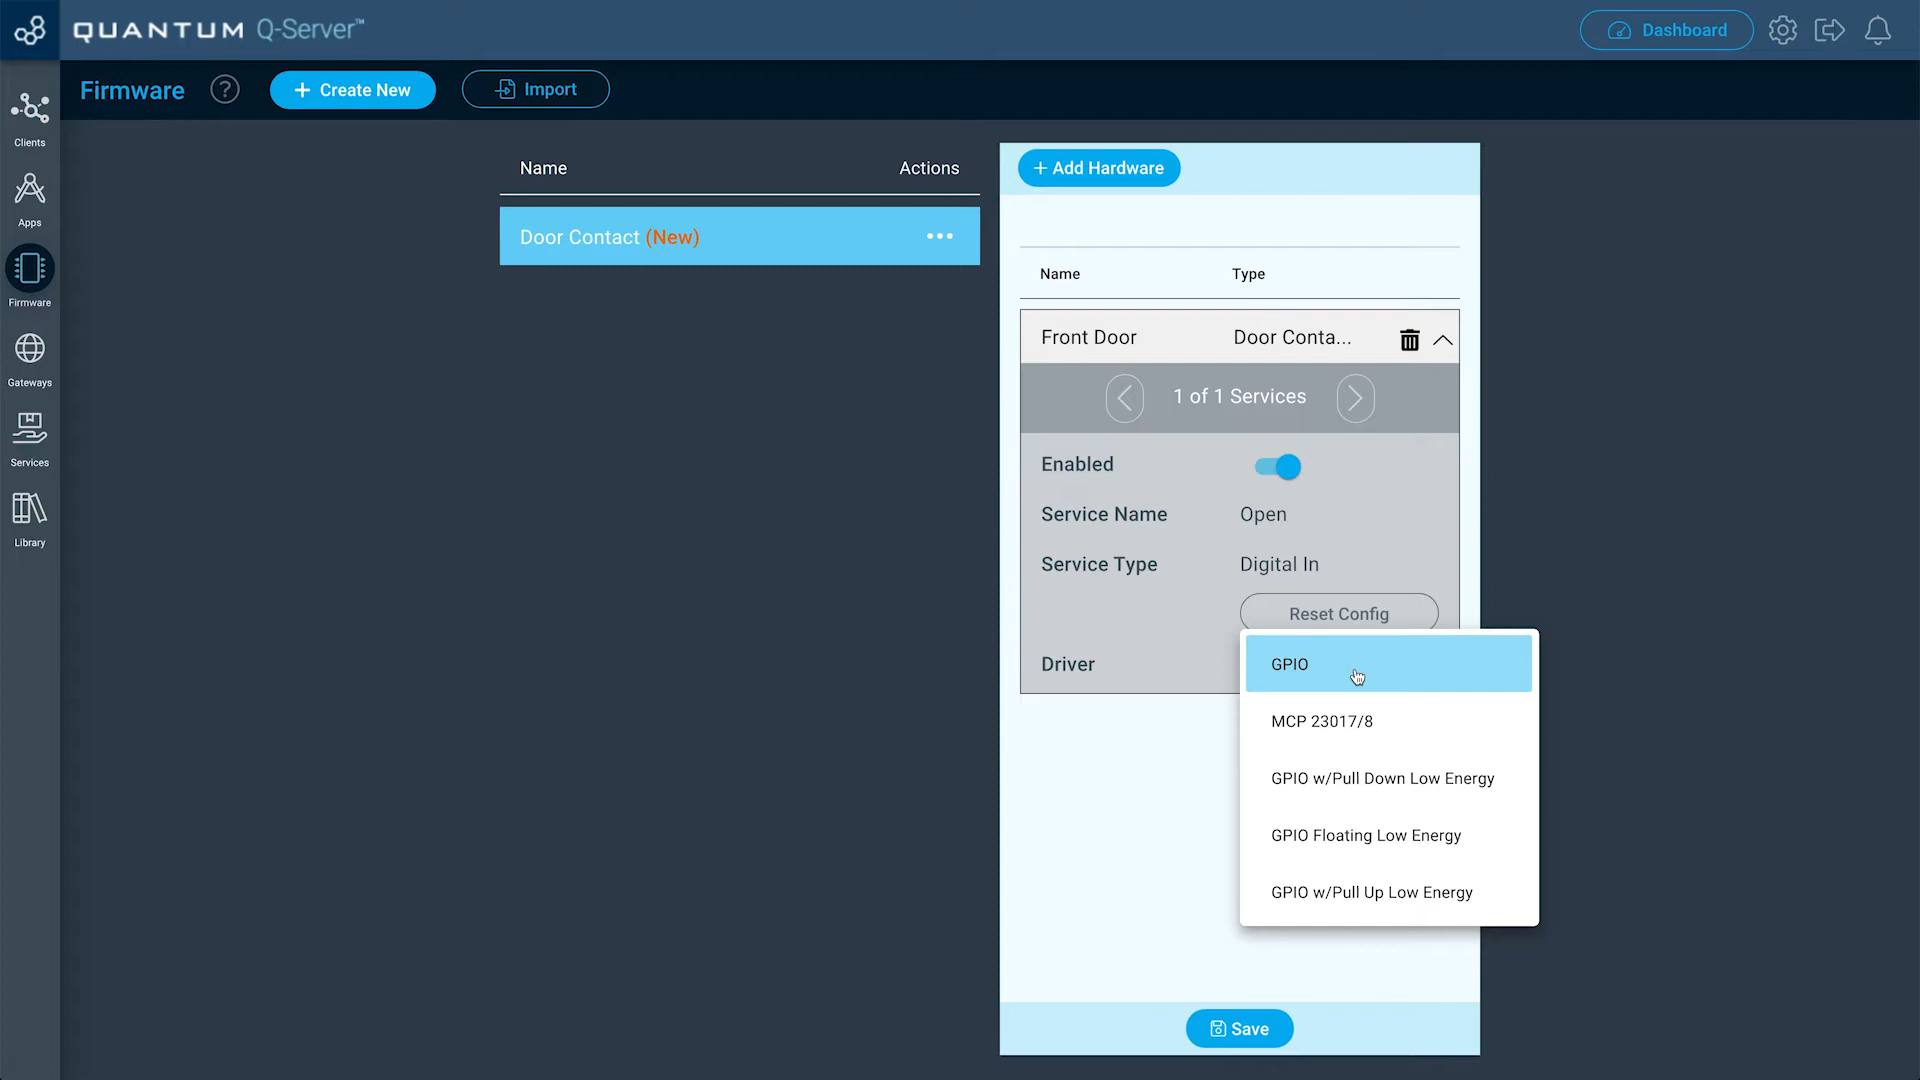 QUANTUM Q-Server™
Dashboard
Firmware
?
+ Create New
Import
Clients
Apps
Firmware
Gateways
Services
Library
Name Actions
Door Contact (New) •••
+ Add Hardware
Name Type
Front Door Door Conta...
1 of 1 Services
Enabled
Service Name Open
Service Type Digital In
Reset Config
Driver
GPIO
MCP 23017/8
GPIO w/Pull Down Low Energy
GPIO Floating Low Energy
GPIO w/Pull Up Low Energy
Save